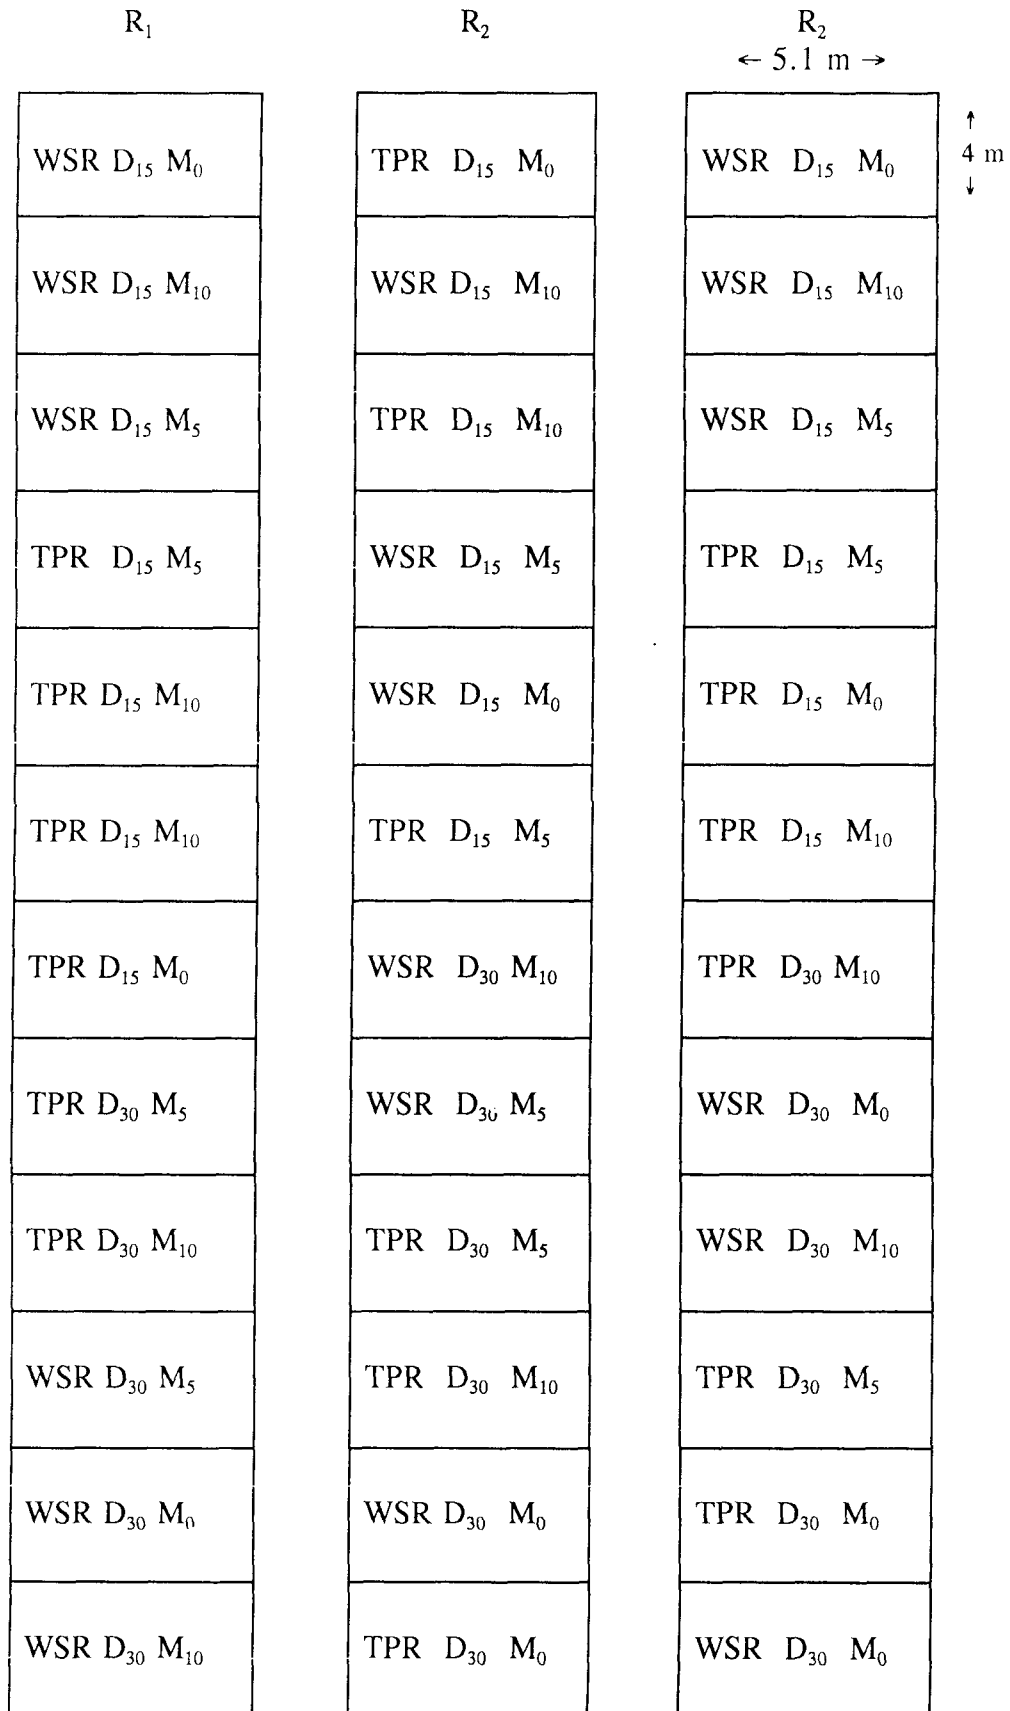 R₁ R₂ R₂
← 5.1 m →
WSR D₁₅ M₀ TPR D₁₅ M₀ WSR D₁₅ M₀ ↑ 4 m ↓
WSR D₁₅ M₁₀ WSR D₁₅ M₁₀ WSR D₁₅ M₁₀
WSR D₁₅ M₅ TPR D₁₅ M₁₀ WSR D₁₅ M₅
TPR D₁₅ M₅ WSR D₁₅ M₅ TPR D₁₅ M₅
TPR D₁₅ M₁₀ WSR D₁₅ M₀ TPR D₁₅ M₀
TPR D₁₅ M₁₀ TPR D₁₅ M₅ TPR D₁₅ M₁₀
TPR D₁₅ M₀ WSR D₃₀ M₁₀ TPR D₃₀ M₁₀
TPR D₃₀ M₅ WSR D₃₀ M₅ WSR D₃₀ M₀
TPR D₃₀ M₁₀ TPR D₃₀ M₅ WSR D₃₀ M₁₀
WSR D₃₀ M₅ TPR D₃₀ M₁₀ TPR D₃₀ M₅
WSR D₃₀ M₀ WSR D₃₀ M₀ TPR D₃₀ M₀
WSR D₃₀ M₁₀ TPR D₃₀ M₀ WSR D₃₀ M₀